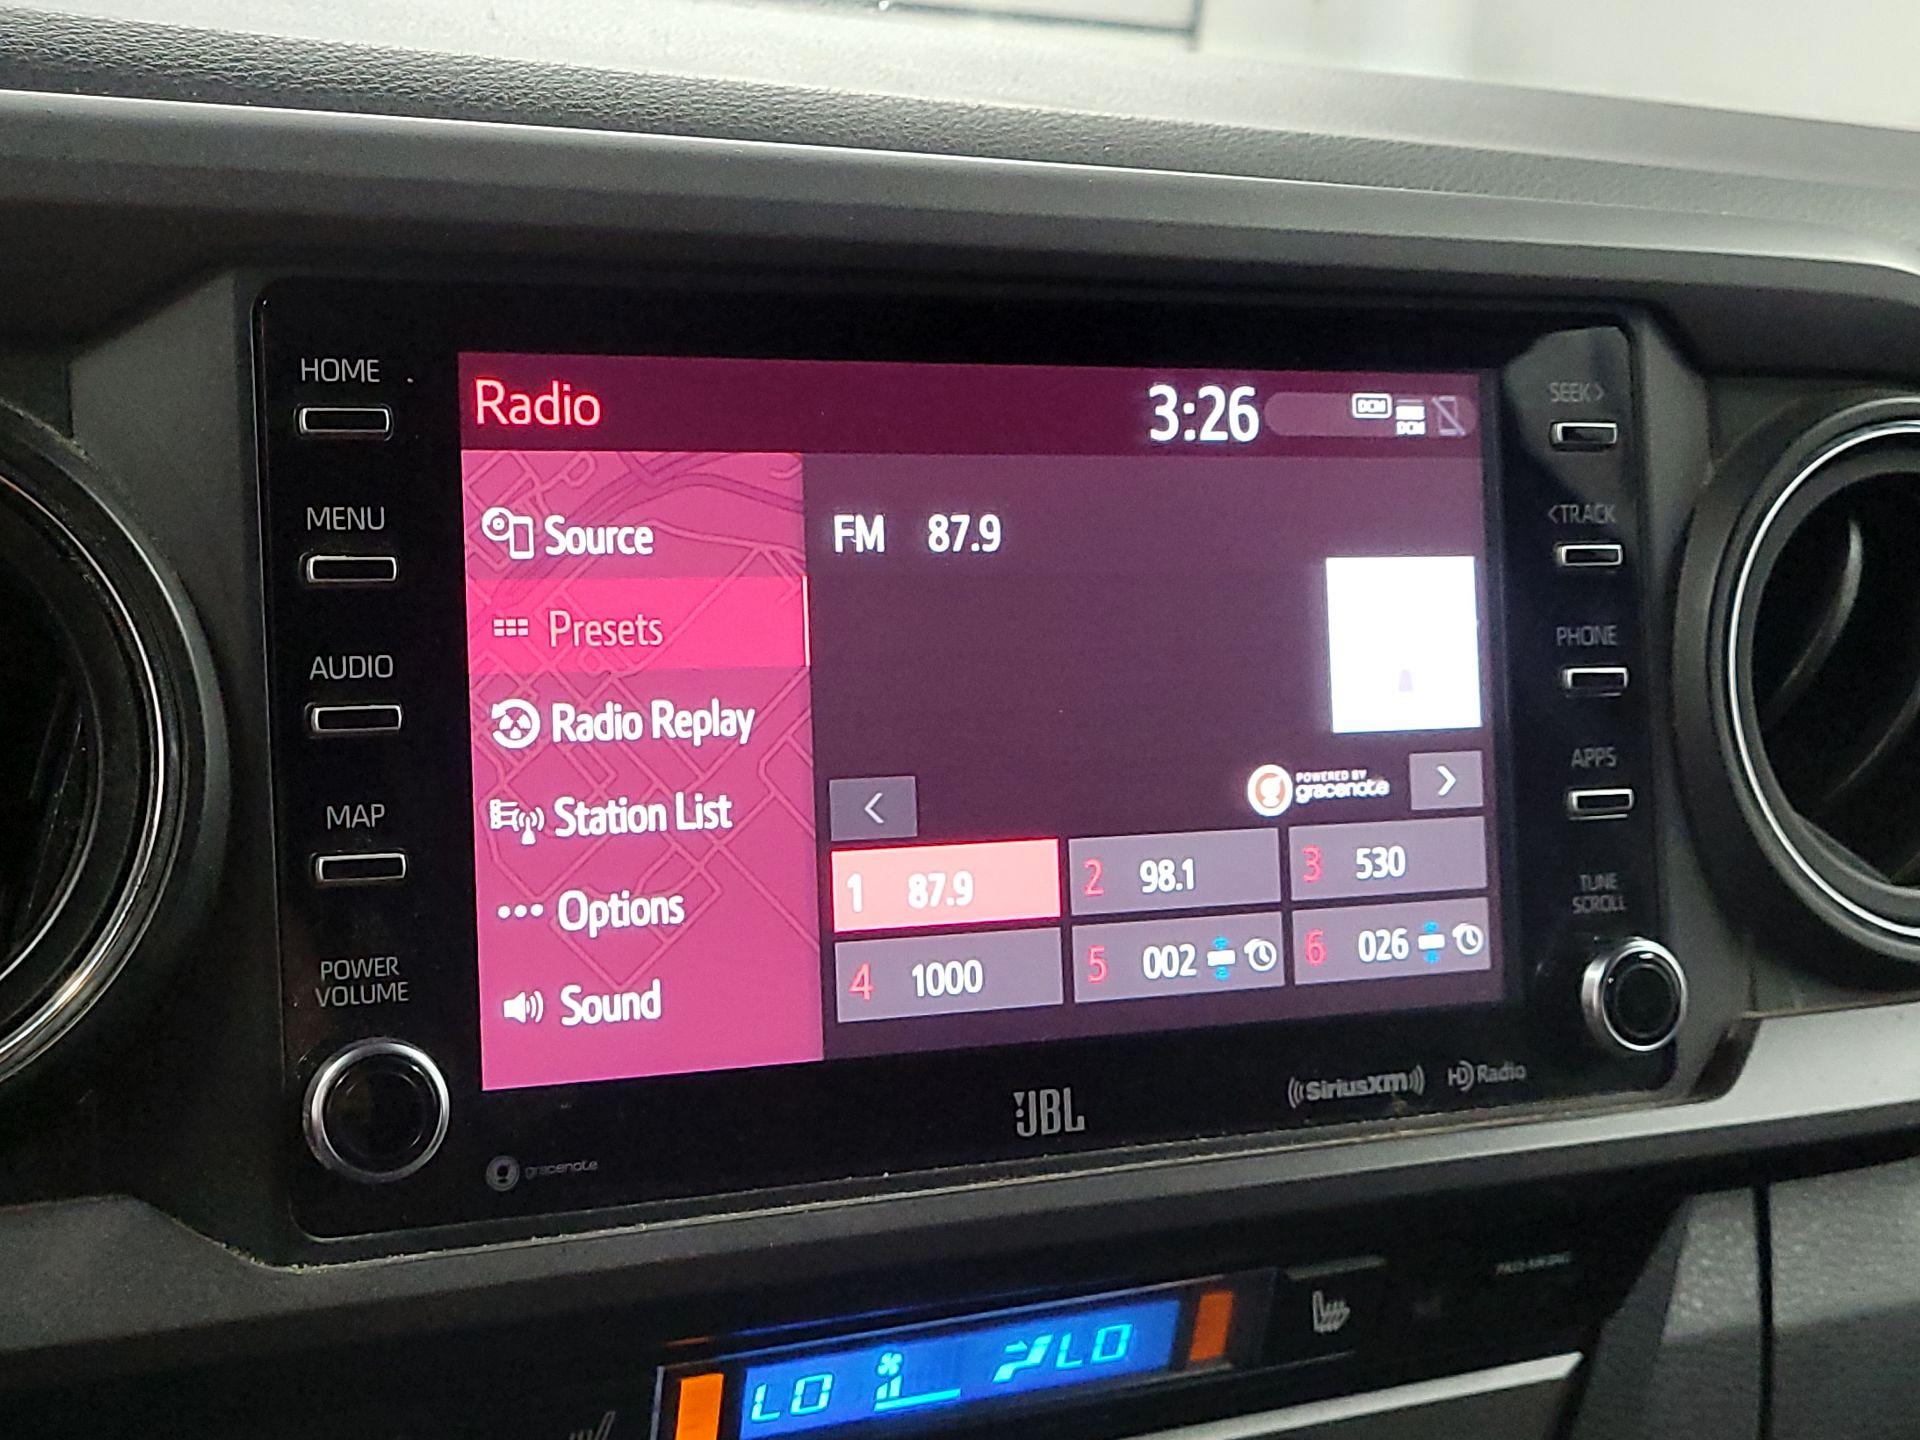 HOME
MENU
AUDIO
MAP
POWER
VOLUME
Radio
3:26
DCM
DCM
Source
Presets
Radio Replay
Station List
Options
Sound
FM 87.9
POWERED BY
gracenote
1 87.9
2 98.1
3 530
4 1000
5 002
6 026
SEEK>
<TRACK
PHONE
APPS
TUNE
SCROLL
gracenote
JBL
SiriusXM
HD Radio
LO
LO